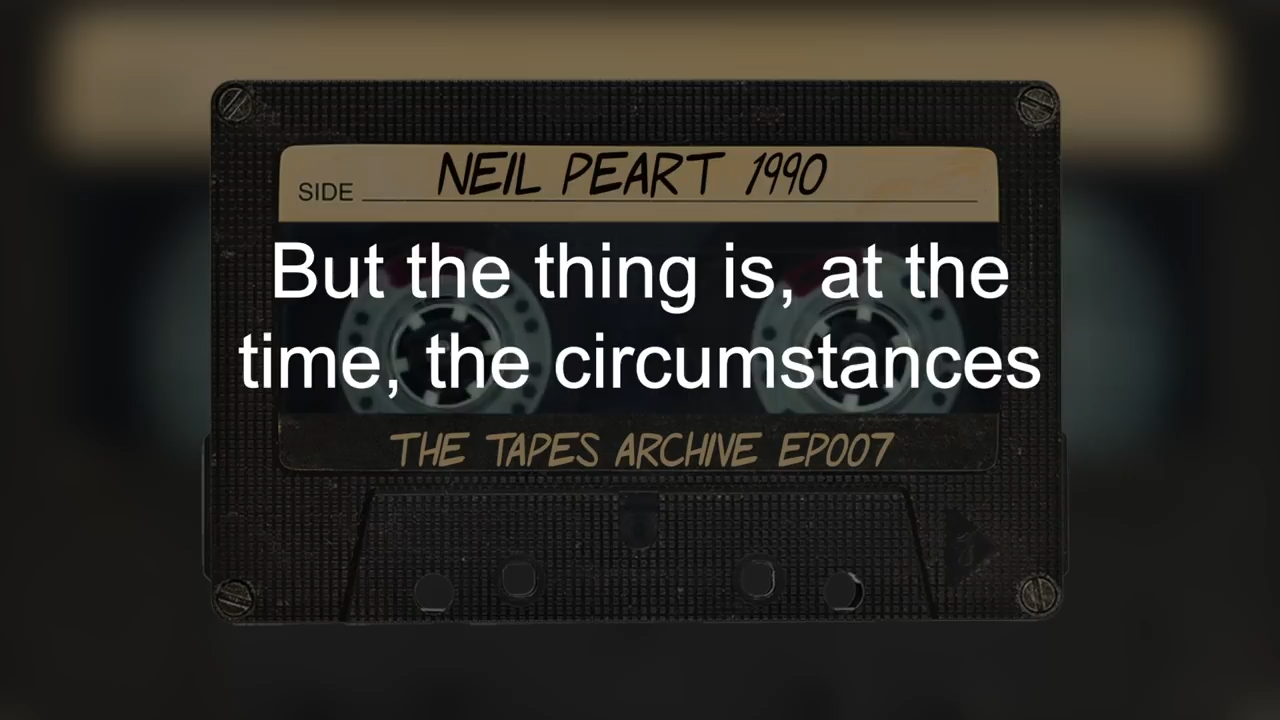 NEIL PEART 1990
SIDE
But the thing is, at the
time, the circumstances
THE TAPES ARCHIVE EP007